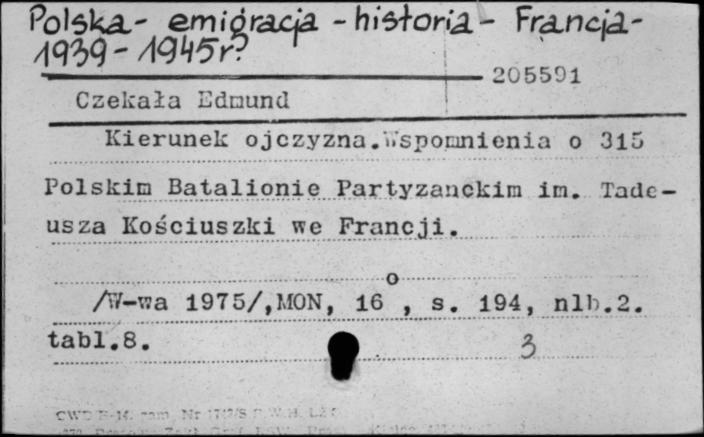 Polska - emigracja - historia - Francja -
1939 - 1945 r?
205591
Czekała Edmund
Kierunek ojczyzna.Wspomnienia o 315
Polskim Batalionie Partyzanckim im. Tade-
usza Kościuszki we Francji.
/W-wa 1975/,MON, 16°, s. 194, nlb.2.
tabl.8.
3